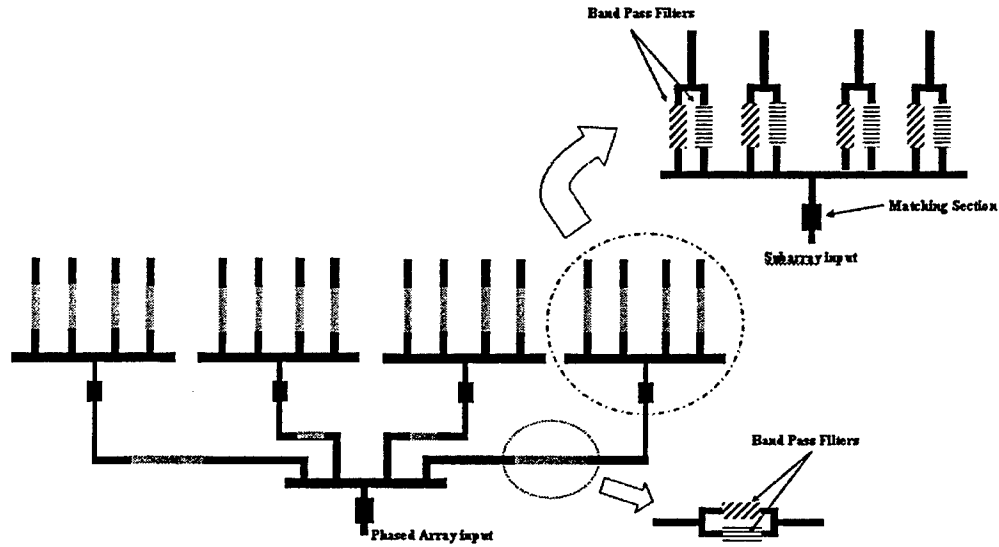 Band Pass Filters
Matching Section
Subarray input
Band Pass Filters
Phased Array input